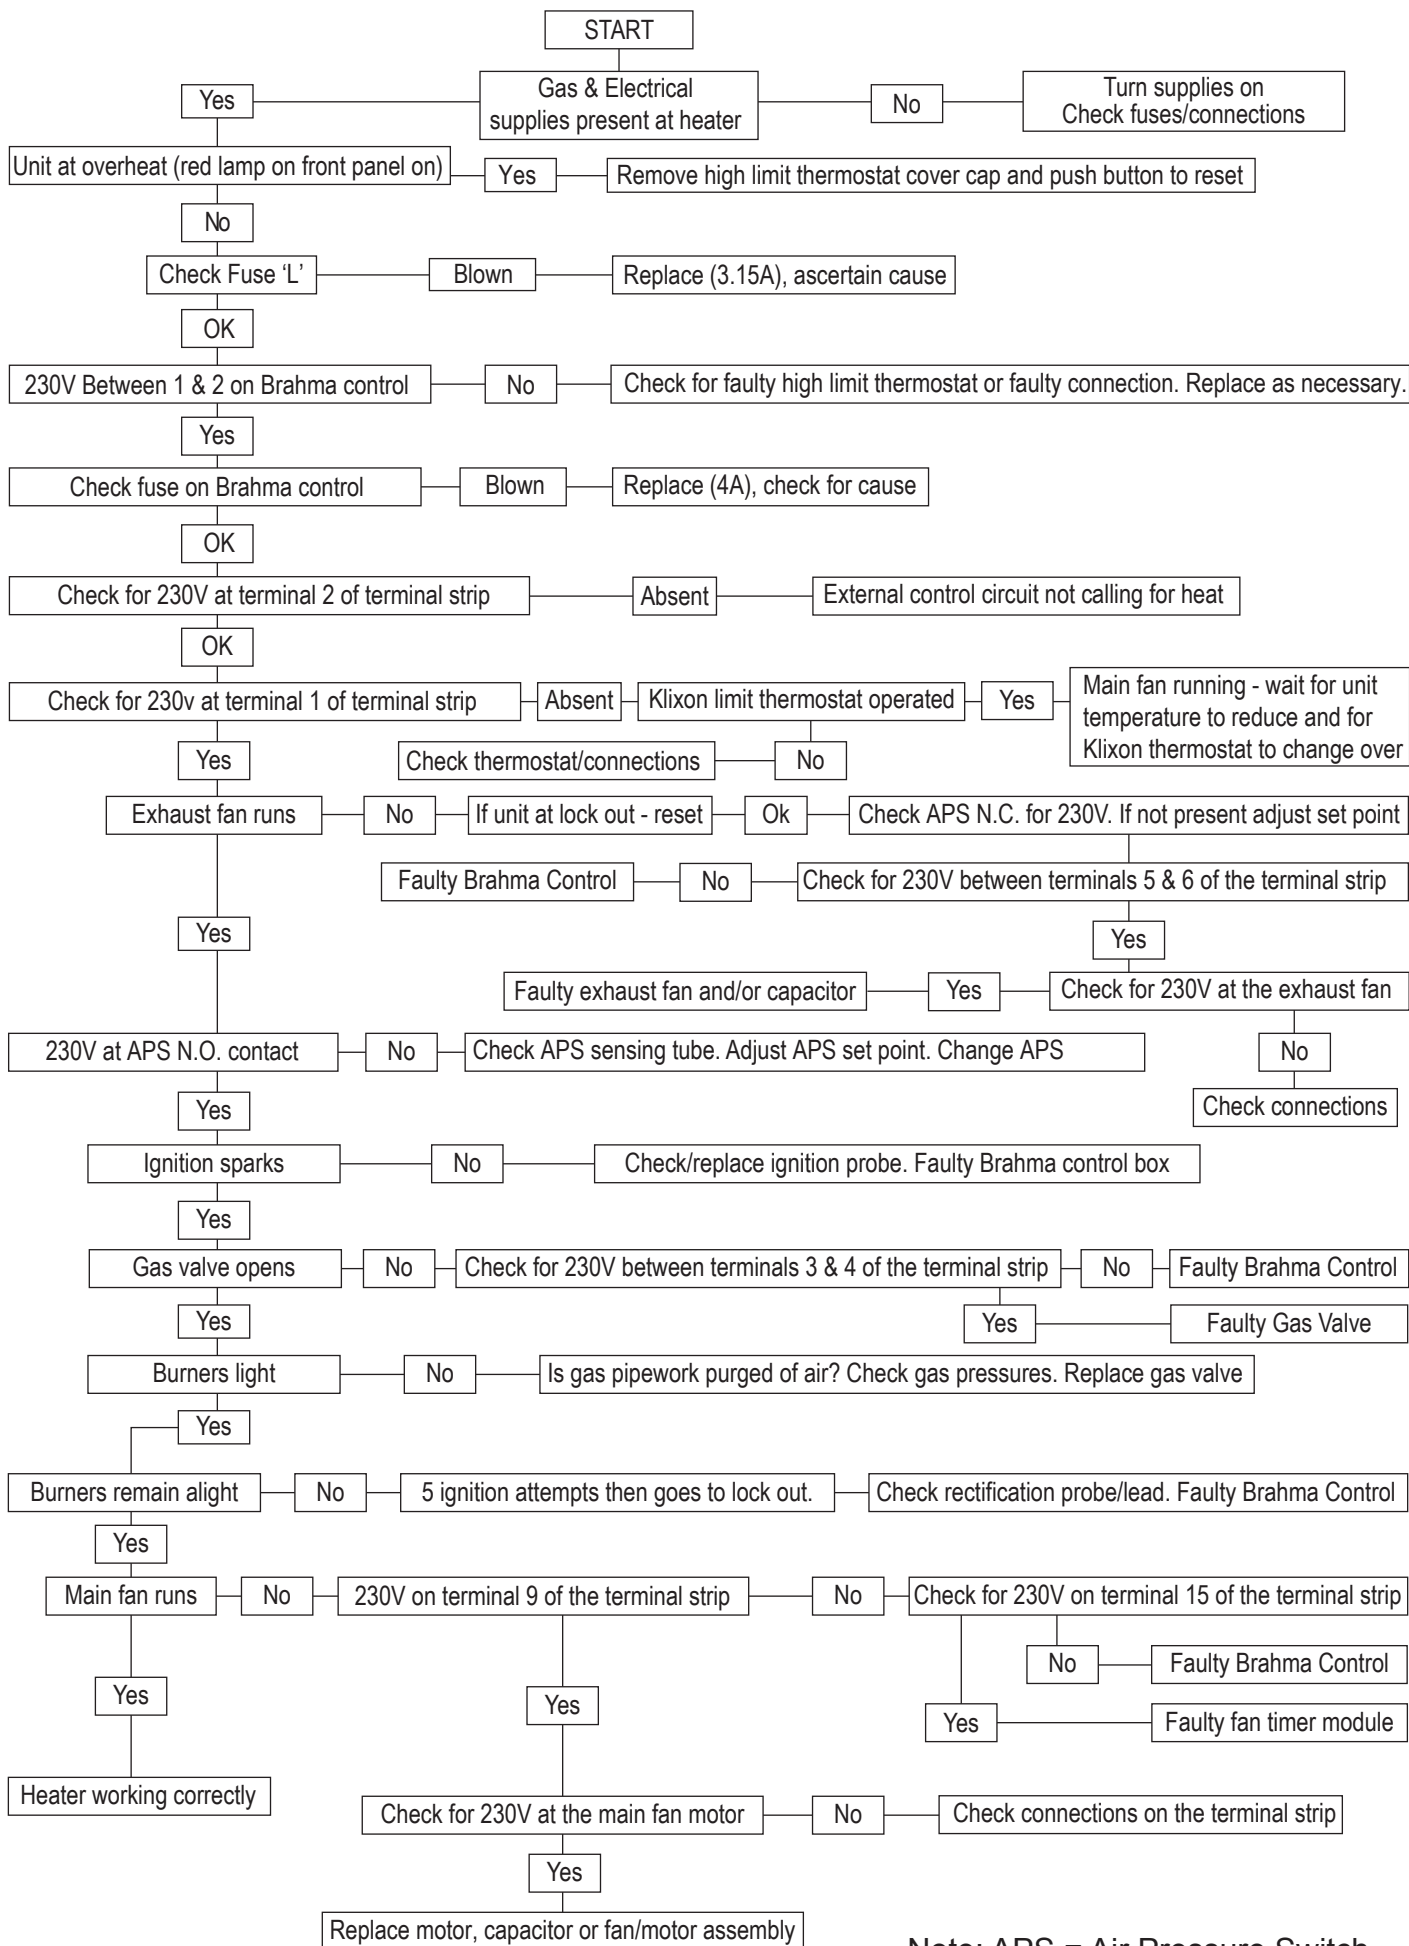 START
Gas & Electrical
supplies present at heater
Yes
No
Turn supplies on
Check fuses/connections
Unit at overheat (red lamp on front panel on)
Yes
Remove high limit thermostat cover cap and push button to reset
No
Check Fuse ‘L’
Blown
Replace (3.15A), ascertain cause
OK
230V Between 1 & 2 on Brahma control
No
Check for faulty high limit thermostat or faulty connection. Replace as necessary.
Yes
Check fuse on Brahma control
Blown
Replace (4A), check for cause
OK
Check for 230V at terminal 2 of terminal strip
Absent
External control circuit not calling for heat
OK
Check for 230v at terminal 1 of terminal strip
Absent
Klixon limit thermostat operated
Yes
Main fan running - wait for unit
temperature to reduce and for
Klixon thermostat to change over
Yes
Check thermostat/connections
No
Exhaust fan runs
No
If unit at lock out - reset
Ok
Check APS N.C. for 230V. If not present adjust set point
Faulty Brahma Control
No
Check for 230V between terminals 5 & 6 of the terminal strip
Yes
Yes
Faulty exhaust fan and/or capacitor
Yes
Check for 230V at the exhaust fan
230V at APS N.O. contact
No
Check APS sensing tube. Adjust APS set point. Change APS
No
Yes
Check connections
Ignition sparks
No
Check/replace ignition probe. Faulty Brahma control box
Yes
Gas valve opens
No
Check for 230V between terminals 3 & 4 of the terminal strip
No
Faulty Brahma Control
Yes
Yes
Faulty Gas Valve
Burners light
No
Is gas pipework purged of air? Check gas pressures. Replace gas valve
Yes
Burners remain alight
No
5 ignition attempts then goes to lock out.
Check rectification probe/lead. Faulty Brahma Control
Yes
Main fan runs
No
230V on terminal 9 of the terminal strip
No
Check for 230V on terminal 15 of the terminal strip
No
Faulty Brahma Control
Yes
Yes
Yes
Faulty fan timer module
Heater working correctly
Check for 230V at the main fan motor
No
Check connections on the terminal strip
Yes
Replace motor, capacitor or fan/motor assembly
Note: APS = Air Pressure Switch